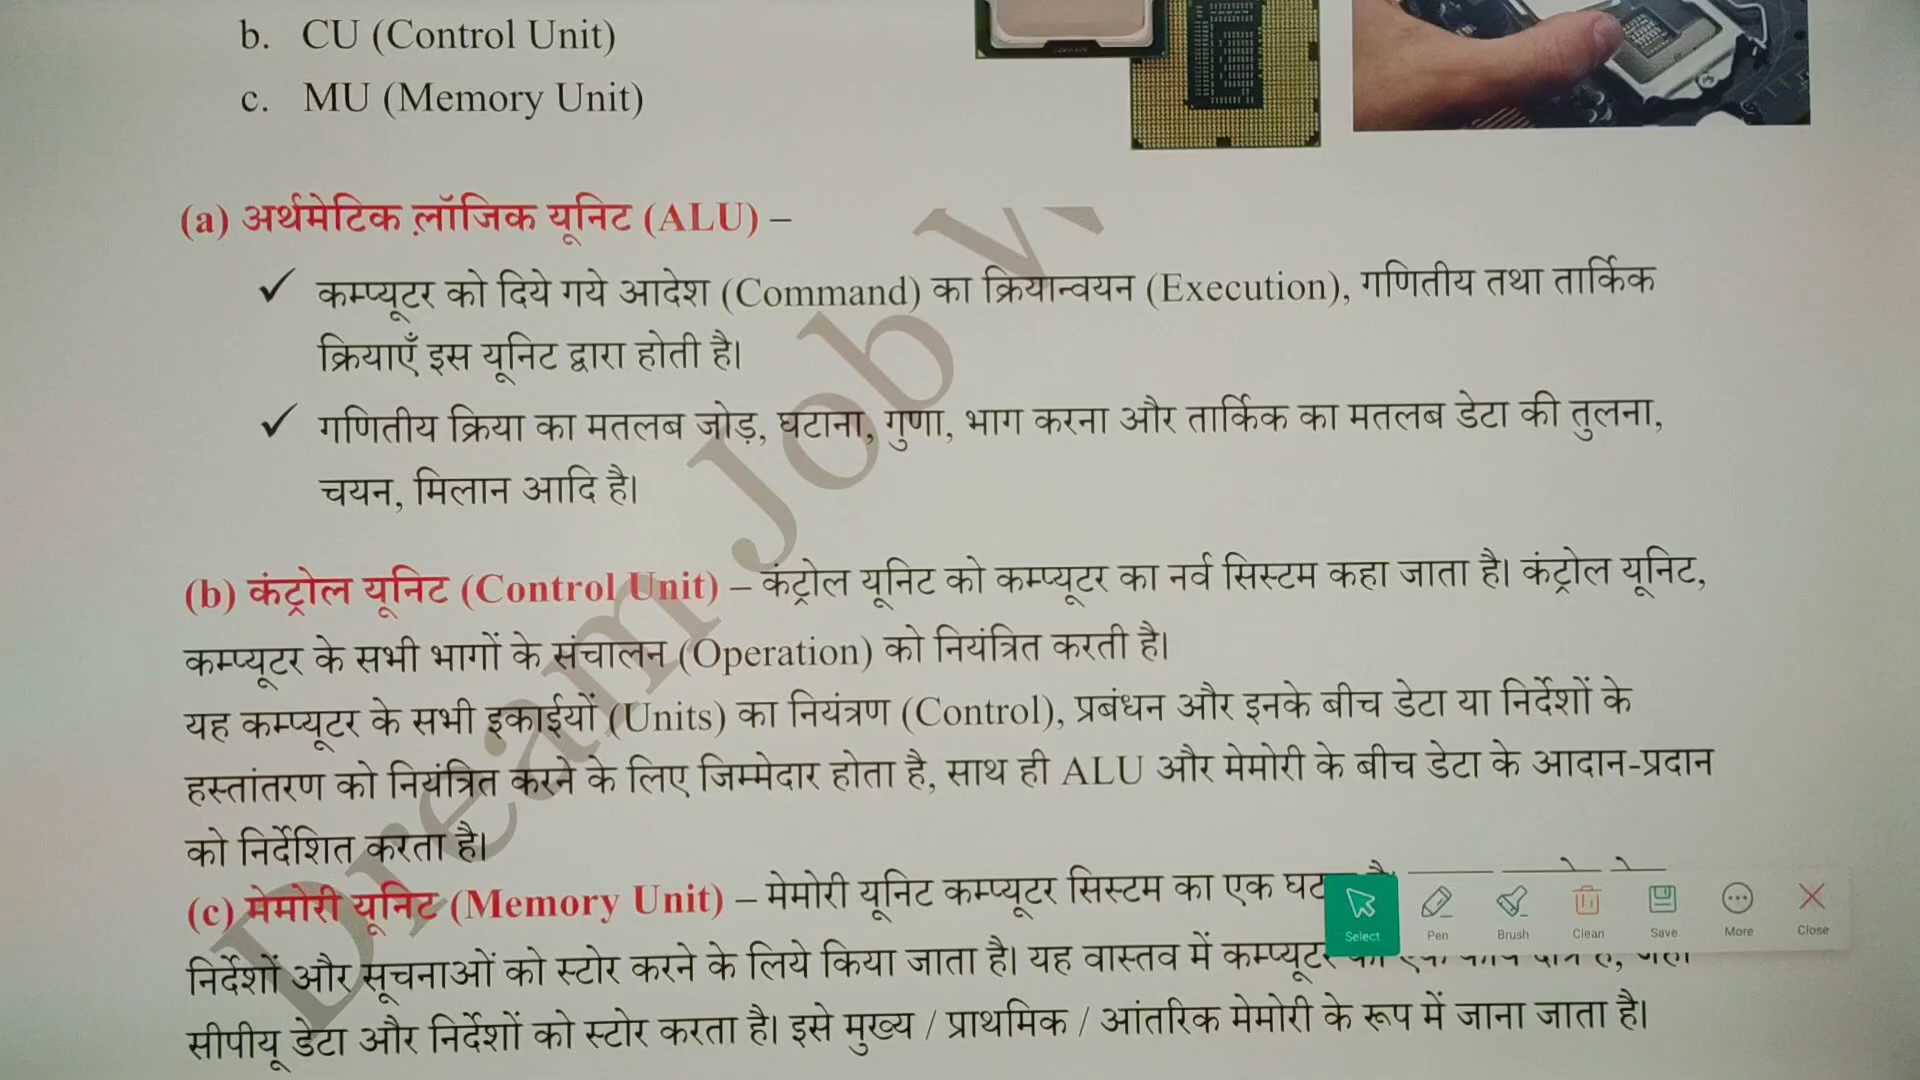 b. CU (Control Unit)
c. MU (Memory Unit)
(a) अर्थमेटिक ल़ॉजिक यूनिट (ALU) –
✓ कम्प्यूटर को दिये गये आदेश (Command) का क्रियान्वयन (Execution), गणितीय तथा तार्किक
क्रियाएँ इस यूनिट द्वारा होती है।
✓ गणितीय क्रिया का मतलब जोड़, घटाना, गुणा, भाग करना और तार्किक का मतलब डेटा की तुलना,
चयन, मिलान आदि है।
(b) कंट्रोल यूनिट (Control Unit) – कंट्रोल यूनिट को कम्प्यूटर का नर्व सिस्टम कहा जाता है। कंट्रोल यूनिट,
कम्प्यूटर के सभी भागों के संचालन (Operation) को नियंत्रित करती है।
यह कम्प्यूटर के सभी इकाईयों (Units) का नियंत्रण (Control), प्रबंधन और इनके बीच डेटा या निर्देशों के
हस्तांतरण को नियंत्रित करने के लिए जिम्मेदार होता है, साथ ही ALU और मेमोरी के बीच डेटा के आदान-प्रदान
को निर्देशित करता है।
(c) मेमोरी यूनिट (Memory Unit) – मेमोरी यूनिट कम्प्यूटर सिस्टम का एक
निर्देशों और सूचनाओं को स्टोर करने के लिये किया जाता है। यह वास्तव में
सीपीयू डेटा और निर्देशों को स्टोर करता है। इसे मुख्य / प्राथमिक / आंतरिक मेमोरी के रूप में जाना जाता है।
Dream Job
Select Pen Brush Clean Save More Close